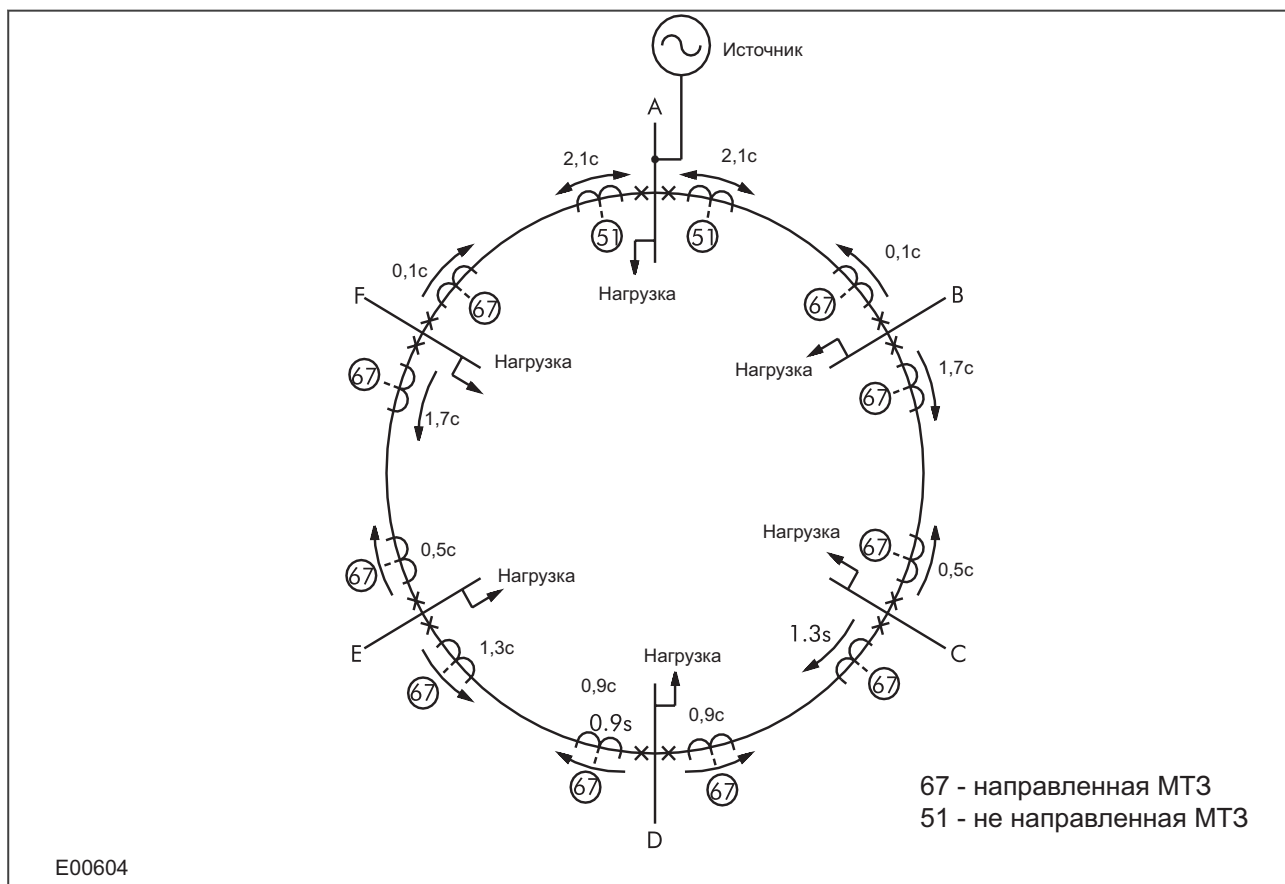 Источник
A
2,1с
2,1с
51
51
Нагрузка
0,1с
0,1с
F
67
67
B
Нагрузка
Нагрузка
67
67
1,7с
1,7с
Нагрузка
67
0,5с
67
0,5с
Нагрузка
E
1,3с
67
1.3s
67
C
Нагрузка
0,9с
0.9s
0,9с
67
67
D
67 - направленная МТЗ
51 - не направленная МТЗ
E00604